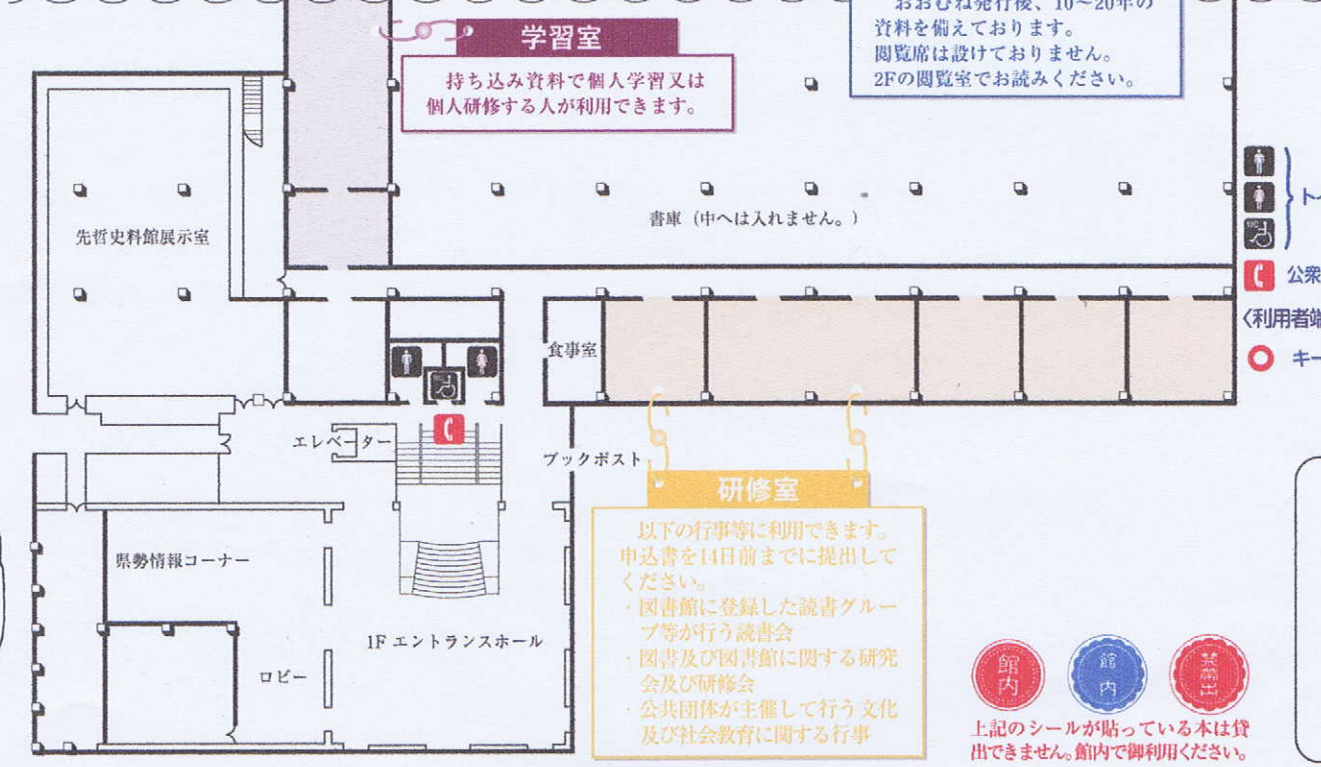 おおむね発行後、10〜20年の
資料を備えております。
閲覧席は設けておりません。
2Fの閲覧室でお読みください。
学習室
持ち込み資料で個人学習又は
個人研修する人が利用できます。
書庫（中へは入れません。）
先哲史料館展示室
食事室
エレベーター
ブックポスト
県勢情報コーナー
1F エントランスホール
ロビー
研修室
以下の行事等に利用できます。
申込書を14日前までに提出して
ください。
・図書館に登録した読書グルー
プ等が行う読書会
・図書及び図書館に関する研究
会及び研修会
・公共団体が主催して行う文化
及び社会教育に関する行事
ト
公衆
〈利用者端
キー
館内
館内
禁帯出
上記のシールが貼っている本は貸
出できません。館内で御利用ください。